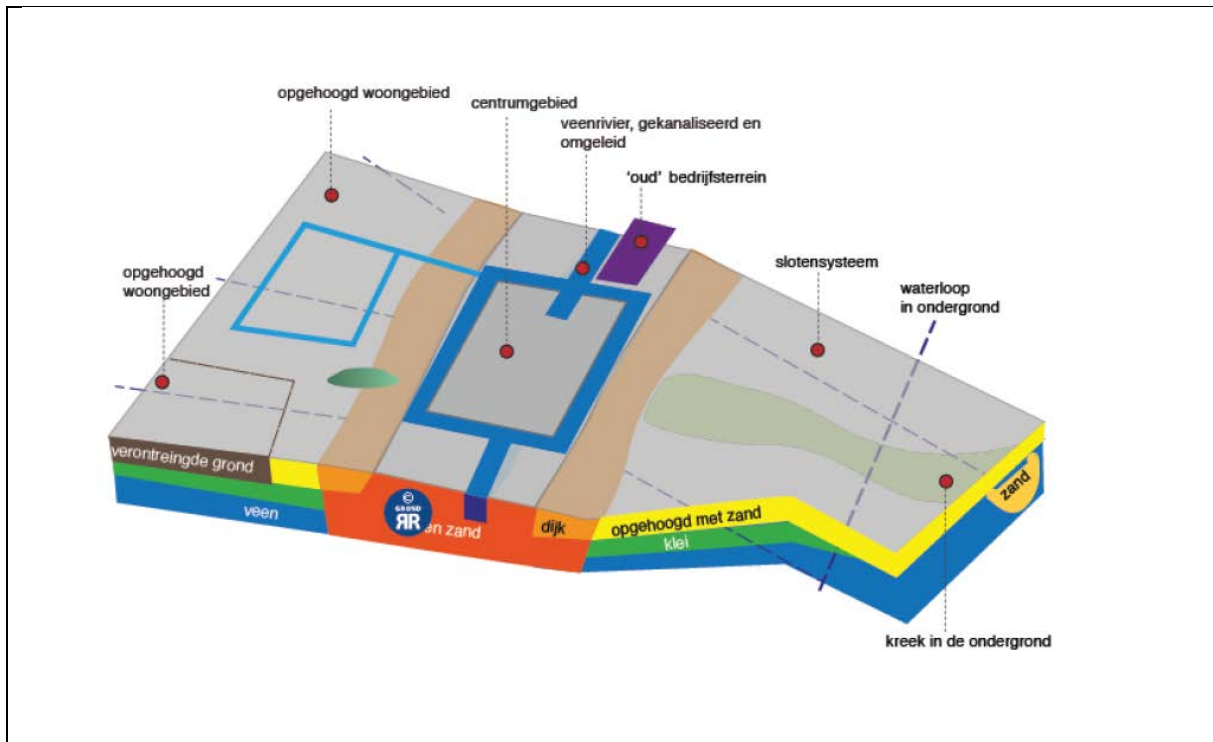 opgehoogd woongebied
centrumgebied
veenrivier, gekanaliseerd en
omgeleid
'oud' bedrijfsterrein
opgehoogd
woongebied
slotensysteem
waterloop
in ondergrond
verontreingde grond
veen
©
GROND
RR
en zand
dijk
opgehoogd met zand
klei
zand
kreek in de ondergrond